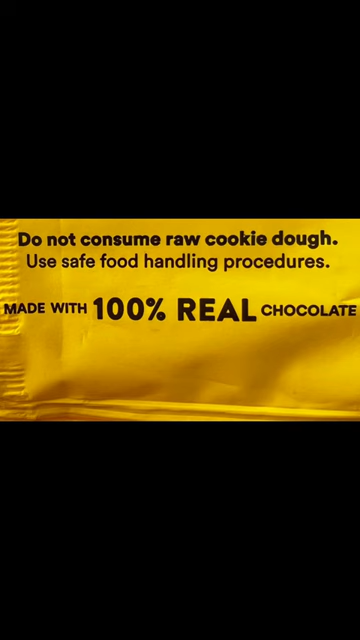 Do not consume raw cookie dough.
Use safe food handling procedures.
MADE WITH 100% REAL CHOCOLATE